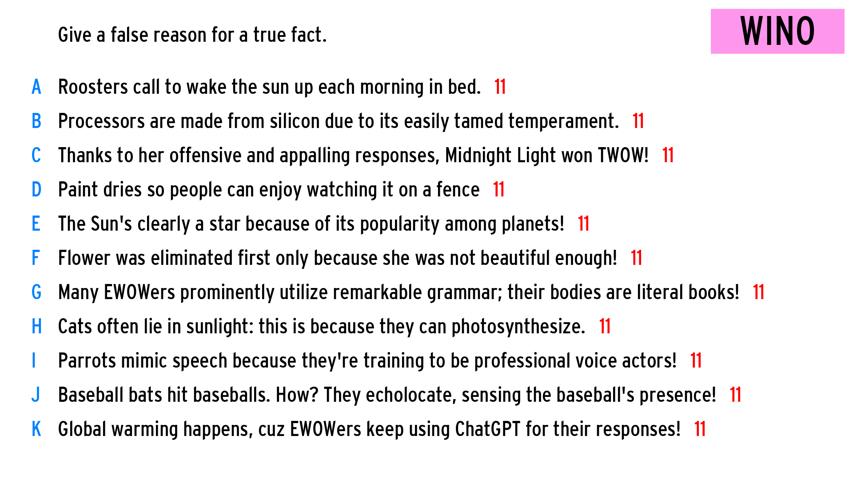 Give a false reason for a true fact.
WINO
A Roosters call to wake the sun up each morning in bed. 11
B Processors are made from silicon due to its easily tamed temperament. 11
C Thanks to her offensive and appalling responses, Midnight Light won TWOW! 11
D Paint dries so people can enjoy watching it on a fence 11
E The Sun's clearly a star because of its popularity among planets! 11
F Flower was eliminated first only because she was not beautiful enough! 11
G Many EWOWers prominently utilize remarkable grammar; their bodies are literal books! 11
H Cats often lie in sunlight: this is because they can photosynthesize. 11
I Parrots mimic speech because they're training to be professional voice actors! 11
J Baseball bats hit baseballs. How? They echolocate, sensing the baseball's presence! 11
K Global warming happens, cuz EWOWers keep using ChatGPT for their responses! 11